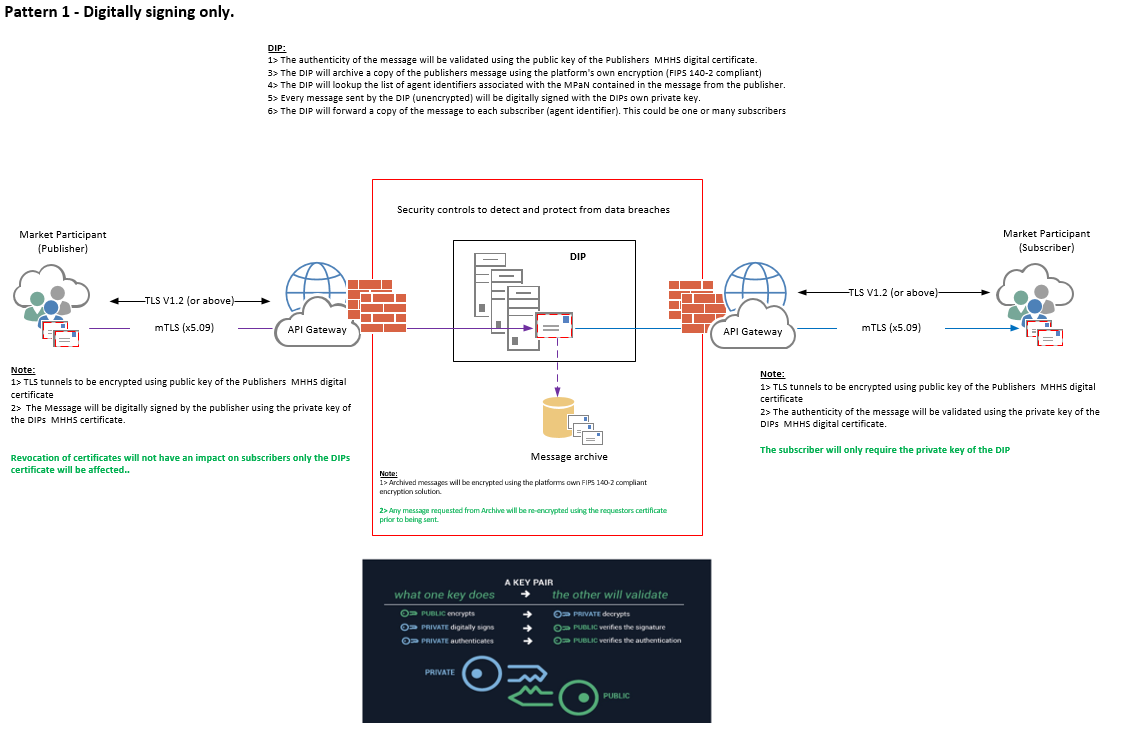 Pattern 1 - Digitally signing only.
DIP:
1> The authenticity of the message will be validated using the public key of the Publishers  MHHS digital certificate.
3> The DIP will archive a copy of the publishers message using the platform's own encryption (FIPS 140-2 compliant)
4> The DIP will lookup the list of agent identifiers associated with the MPaN contained in the message from the publisher.
5> Every message sent by the DIP (unencrypted) will be digitally signed with the DIPs own private key.
6> The DIP will forward a copy of the message to each subscriber (agent identifier). This could be one or many subscribers
Security controls to detect and protect from data breaches
Market Participant
(Publisher)
TLS V1.2 (or above)
mTLS (x5.09)
API Gateway
DIP
API Gateway
TLS V1.2 (or above)
mTLS (x5.09)
Market Participant
(Subscriber)
Note:
1> TLS tunnels to be encrypted using public key of the Publishers  MHHS digital
certificate
2>  The Message will be digitally signed by the publisher using the private key of
the DIPs  MHHS certificate.
Revocation of certificates will not have an impact on subscribers only the DIPs
certificate will be affected..
Message archive
Note:
1> Archived messages will be encrypted using the platforms own FIPS 140-2 compliant
encryption solution.
2> Any message requested from Archive will be re-encrypted using the requestors certificate
prior to being sent.
Note:
1> TLS tunnels to be encrypted using public key of the Publishers  MHHS digital
certificate
2> The authenticity of the message will be validated using the private key of the
DIPs  MHHS digital certificate.
The subscriber will only require the private key of the DIP
A KEY PAIR
what one key does → the other will validate
PUBLIC encrypts → PRIVATE decrypts
PRIVATE digitally signs → PUBLIC verifies the signature
PRIVATE authenticates → PUBLIC verifies the authentication
PRIVATE
PUBLIC